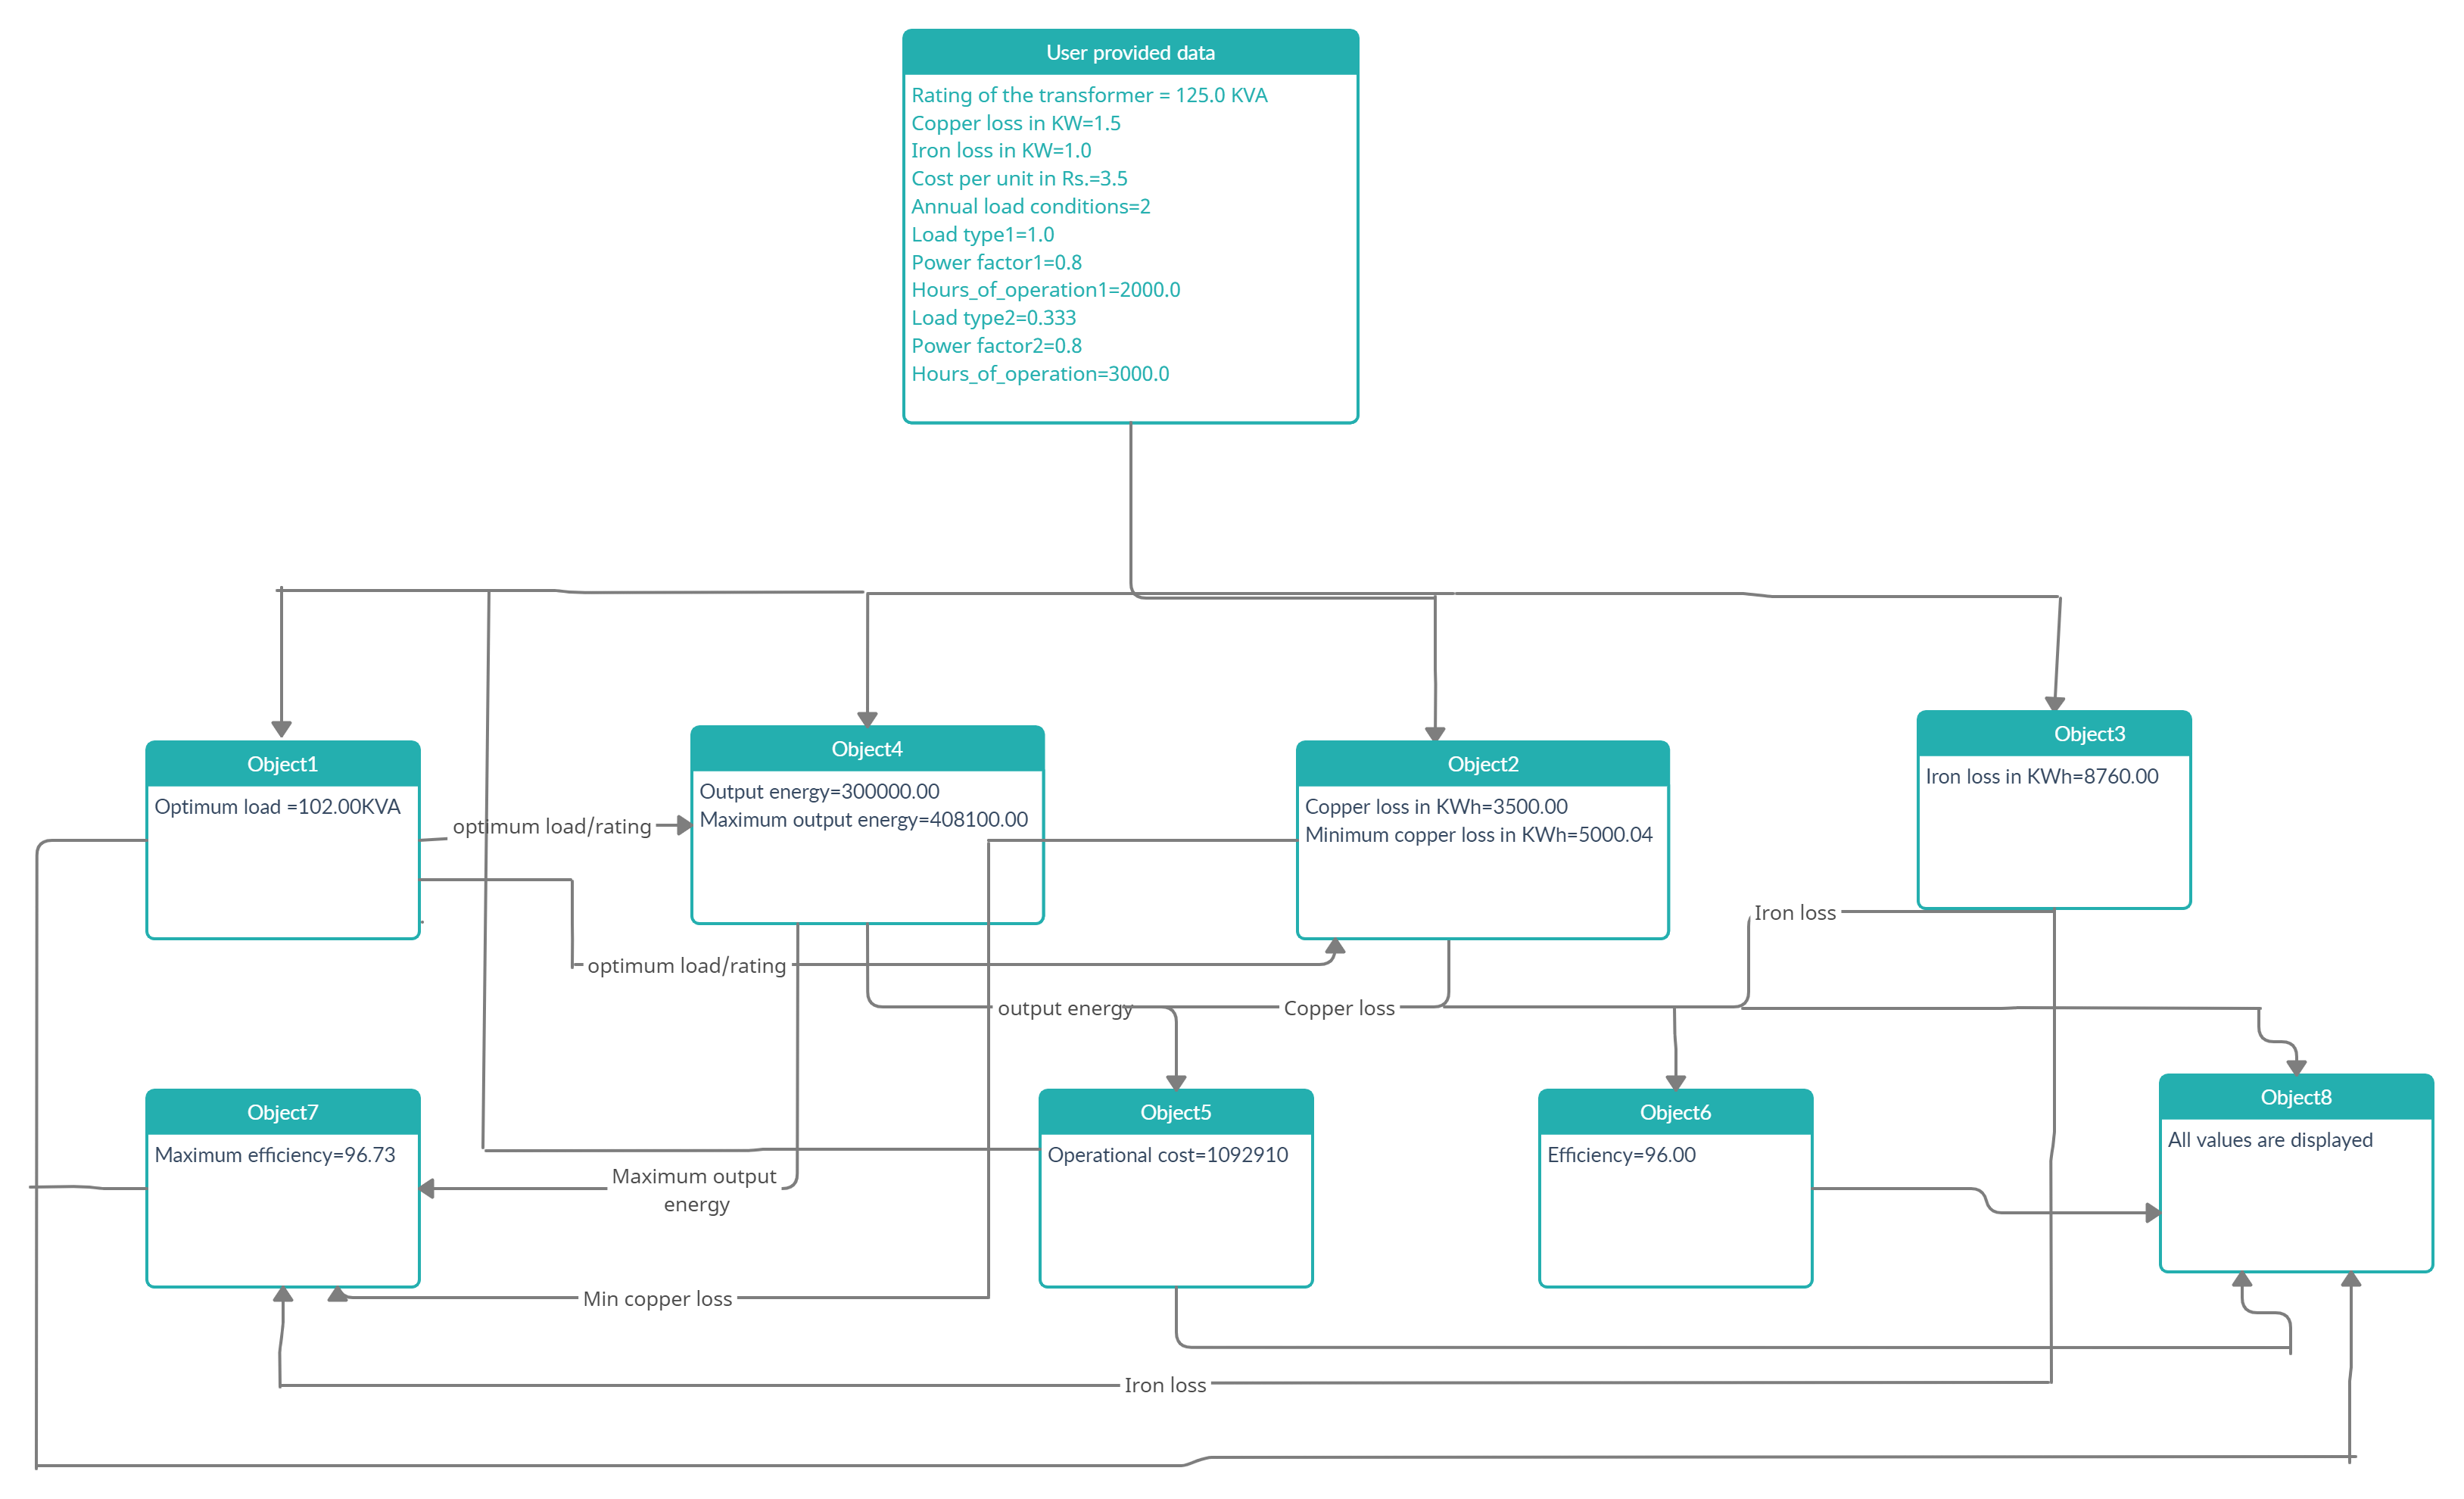 User provided data
Rating of the transformer = 125.0 KVA
Copper loss in KW=1.5
Iron loss in KW=1.0
Cost per unit in Rs.=3.5
Annual load conditions=2
Load type1=1.0
Power factor1=0.8
Hours_of_operation1=2000.0
Load type2=0.333
Power factor2=0.8
Hours_of_operation=3000.0
Object1
Optimum load =102.00KVA
optimum load/rating
Object4
Output energy=300000.00
Maximum output energy=408100.00
Object2
Copper loss in KWh=3500.00
Minimum copper loss in KWh=5000.04
Object3
Iron loss in KWh=8760.00
Iron loss
optimum load/rating
output energy
Copper loss
Object7
Maximum efficiency=96.73
Maximum output
energy
Object5
Operational cost=1092910
Object6
Efficiency=96.00
Object8
All values are displayed
Min copper loss
Iron loss